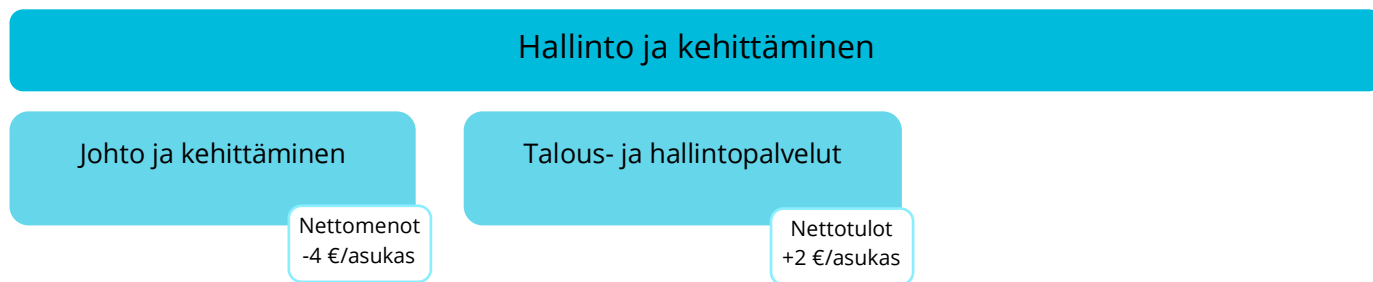 Hallinto ja kehittäminen
Johto ja kehittäminen
Nettomenot
-4 €/asukas
Talous- ja hallintopalvelut
Nettotulot
+2 €/asukas